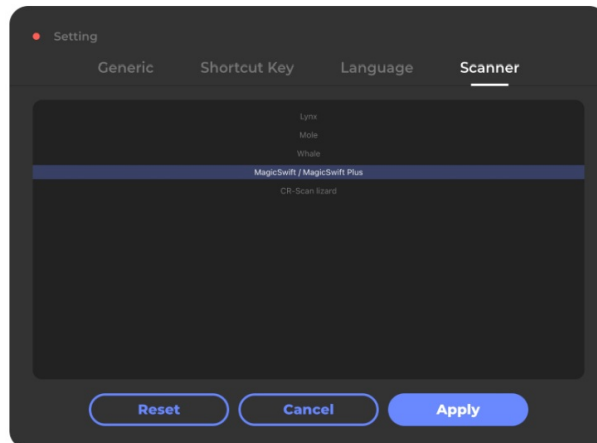 Setting
Generic Shortcut Key Language Scanner
Lynx
Mole
Whale
MagicSwift / MagicSwift Plus
CR-Scan lizard
Reset Cancel Apply